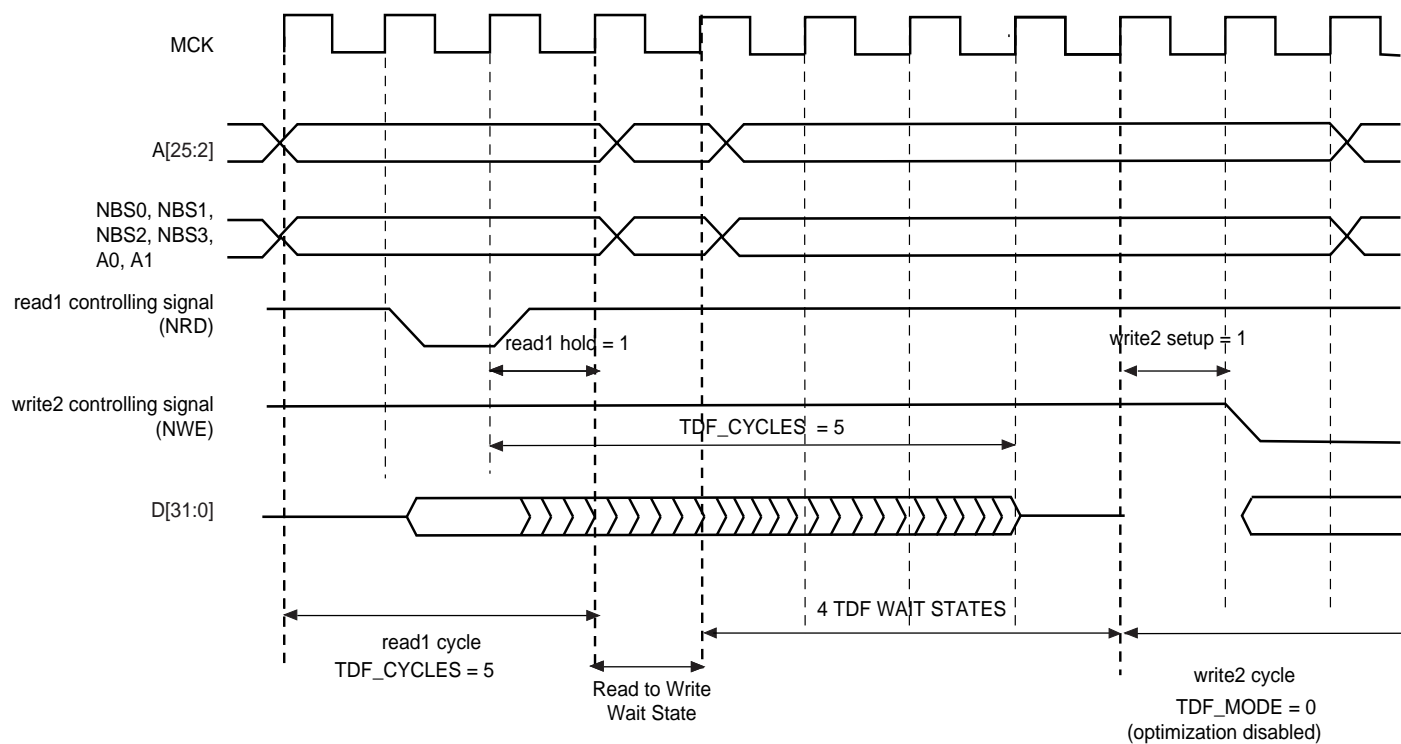 MCK
A[25:2]
NBS0, NBS1,
NBS2, NBS3,
A0, A1
read1 controlling signal
(NRD)
read1 hold = 1
write2 setup = 1
write2 controlling signal
(NWE)
TDF_CYCLES = 5
D[31:0]
4 TDF WAIT STATES
read1 cycle
TDF_CYCLES = 5
Read to Write
Wait State
write2 cycle
TDF_MODE = 0
(optimization disabled)